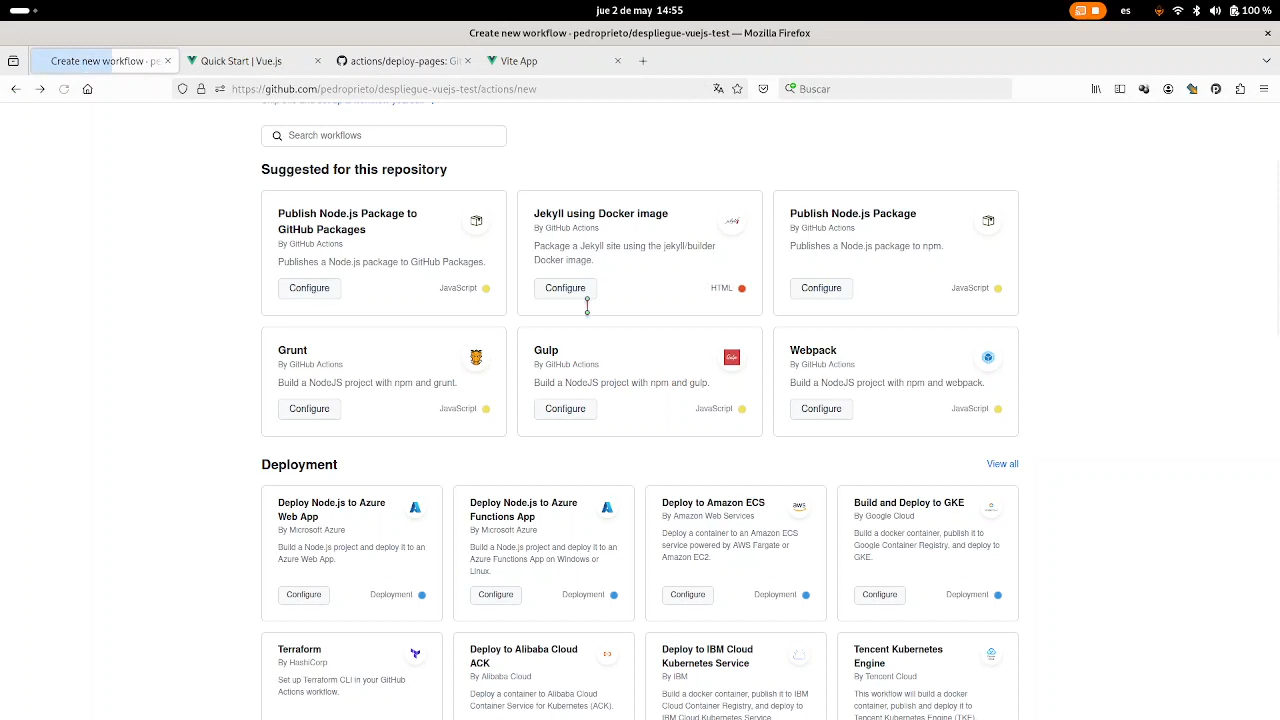 jue 2 de may 14:55
es
100 %
Create new workflow · pedroprieto/despliegue-vuejs-test — Mozilla Firefox
Create new workflow · pe
Quick Start | Vue.js
actions/deploy-pages: Git
Vite App
https://github.com/pedroprieto/despliegue-vuejs-test/actions/new
Buscar
Search workflows
Suggested for this repository
Publish Node.js Package to
GitHub Packages
By GitHub Actions
Publishes a Node.js package to GitHub Packages.
Configure
JavaScript
Jekyll using Docker image
By GitHub Actions
Package a Jekyll site using the jekyll/builder
Docker image.
Configure
HTML
Publish Node.js Package
By GitHub Actions
Publishes a Node.js package to npm.
Configure
JavaScript
Grunt
By GitHub Actions
Build a NodeJS project with npm and grunt.
Configure
JavaScript
Gulp
By GitHub Actions
Build a NodeJS project with npm and gulp.
Configure
JavaScript
Webpack
By GitHub Actions
Build a NodeJS project with npm and webpack.
Configure
JavaScript
Deployment
View all
Deploy Node.js to Azure
Web App
By Microsoft Azure
Build a Node.js project and deploy it to an
Azure Web App.
Configure
Deployment
Deploy Node.js to Azure
Functions App
By Microsoft Azure
Build a Node.js project and deploy it to an
Azure Functions App on Windows or
Linux.
Configure
Deployment
Deploy to Amazon ECS
By Amazon Web Services
Deploy a container to an Amazon ECS
service powered by AWS Fargate or
Amazon EC2.
aws
Configure
Deployment
Build and Deploy to GKE
By Google Cloud
Build a docker container, publish it to
Google Container Registry, and deploy to
GKE.
Configure
Deployment
Terraform
By HashiCorp
Set up Terraform CLI in your GitHub
Actions workflow.
Deploy to Alibaba Cloud
ACK
By Alibaba Cloud
Deploy a container to Alibaba Cloud
Container Service for Kubernetes (ACK).
Deploy to IBM Cloud
Kubernetes Service
By IBM
Build a docker container, publish it to IBM
Cloud Container Registry, and deploy to
IBM Cloud Kubernetes Service.
Tencent Kubernetes
Engine
By Tencent Cloud
This workflow will build a docker
container, publish and deploy it to
Tencent Kubernetes Engine (TKE).